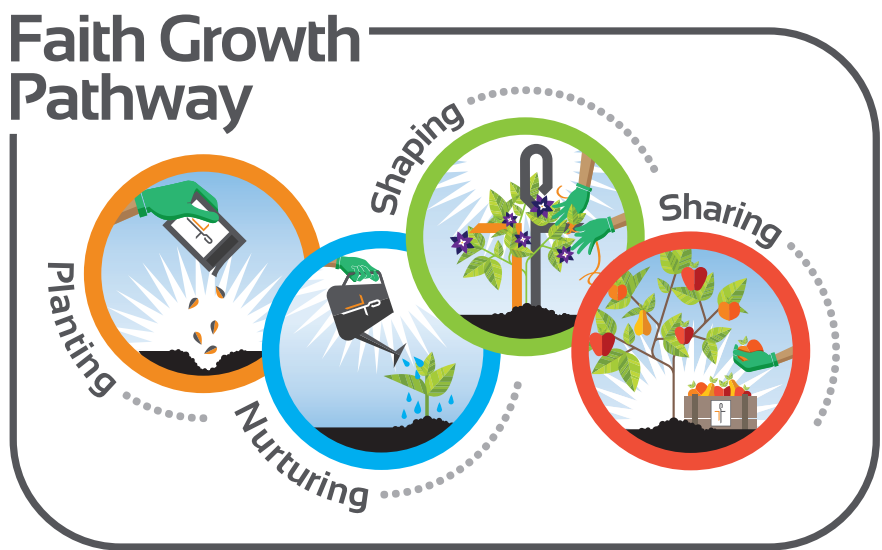 Faith Growth
Pathway
Planting
Nurturing
Shaping
Sharing